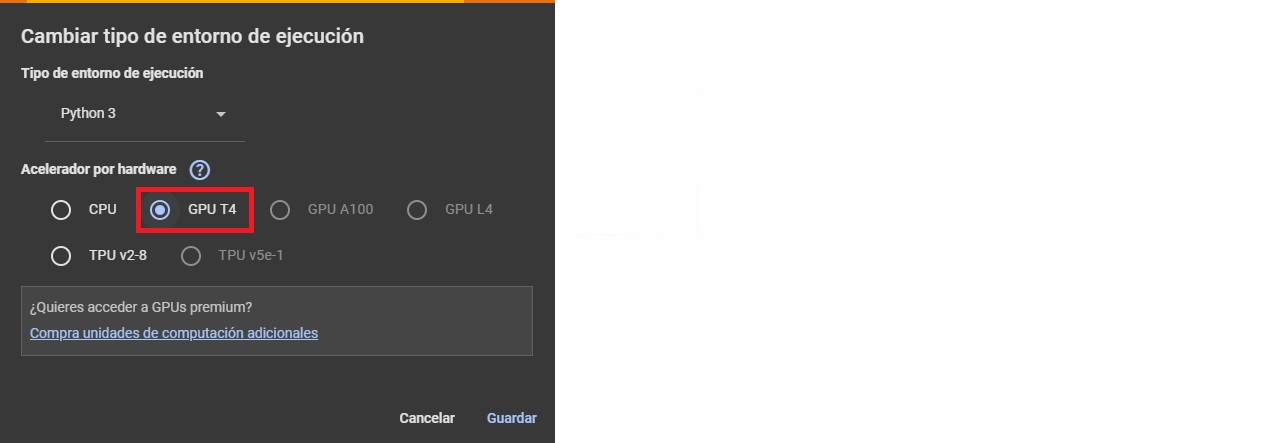 Cambiar tipo de entorno de ejecución
Tipo de entorno de ejecución
Python 3
Acelerador por hardware ?
CPU GPU T4 GPU A100 GPU L4
TPU v2-8 TPU v5e-1
¿Quieres acceder a GPUs premium?
Compra unidades de computación adicionales
Cancelar Guardar